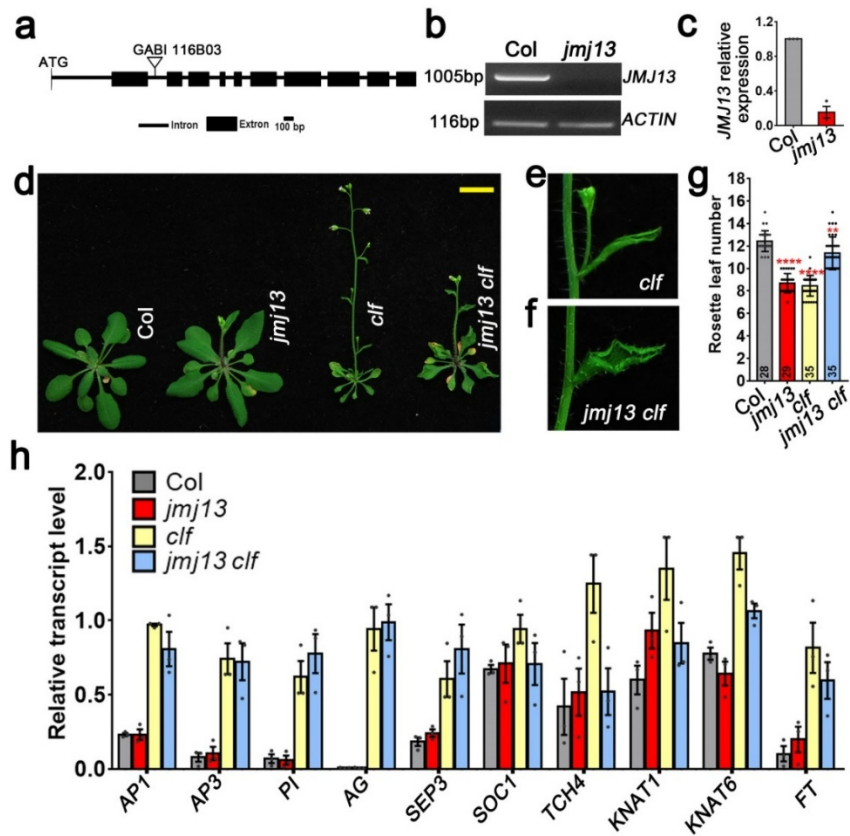 a
GABI 116B03
ATG
Intron
Extron
100 bp
b
Col
jmj13
1005bp
JMJ13
116bp
ACTIN
c
JMJ13 relative
expression
1.2
0.8
0.4
0.0
Col
jmj13
d
Col
jmj13
clf
jmj13 clf
e
clf
f
jmj13 clf
g
Rosette leaf number
18
16
14
12
10
8
6
4
2
0
**
****
****
28
29
35
35
Col
jmj13
clf
jmj13 clf
h
Relative transcript level
2.0
1.5
1.0
0.5
0.0
Col
jmj13
clf
jmj13 clf
AP1
AP3
PI
AG
SEP3
SOC1
TCH4
KNAT1
KNAT6
FT